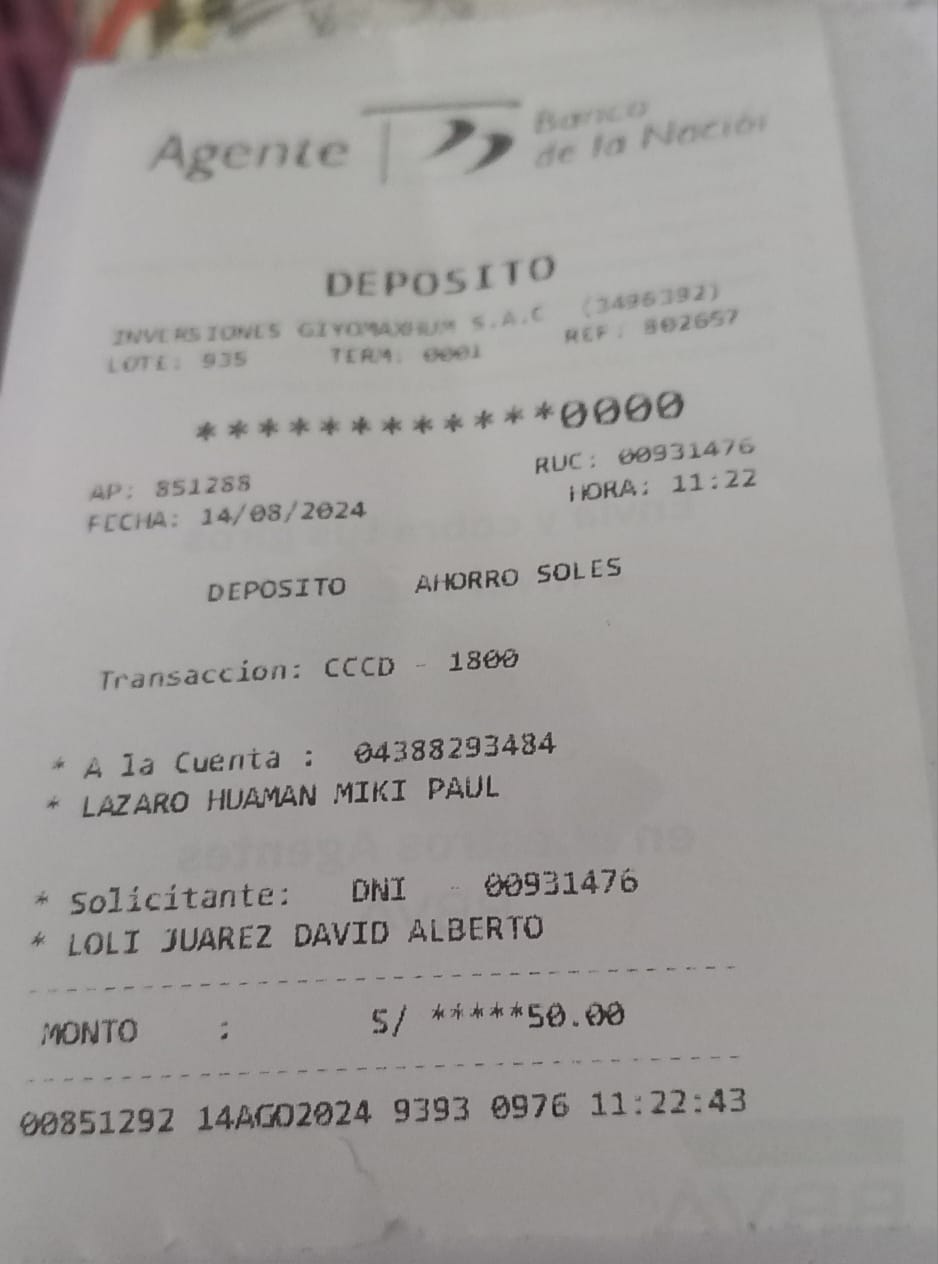 Agente Banco de la Nación
DEPOSITO
INVERSIONES GIYOMAXHUM S.A.C (3496392)
LOTE: 935 TERM: 0001 REF: 802657
************0000
AP: 851288 RUC: 00931476
FECHA: 14/08/2024 HORA: 11:22
DEPOSITO AHORRO SOLES
Transaccion: CCCD - 1800
* A la Cuenta : 04388293484
* LAZARO HUAMAN MIKI PAUL
* Solicitante: DNI - 00931476
* LOLI JUAREZ DAVID ALBERTO
MONTO : S/ *****50.00
00851292 14AGO2024 9393 0976 11:22:43